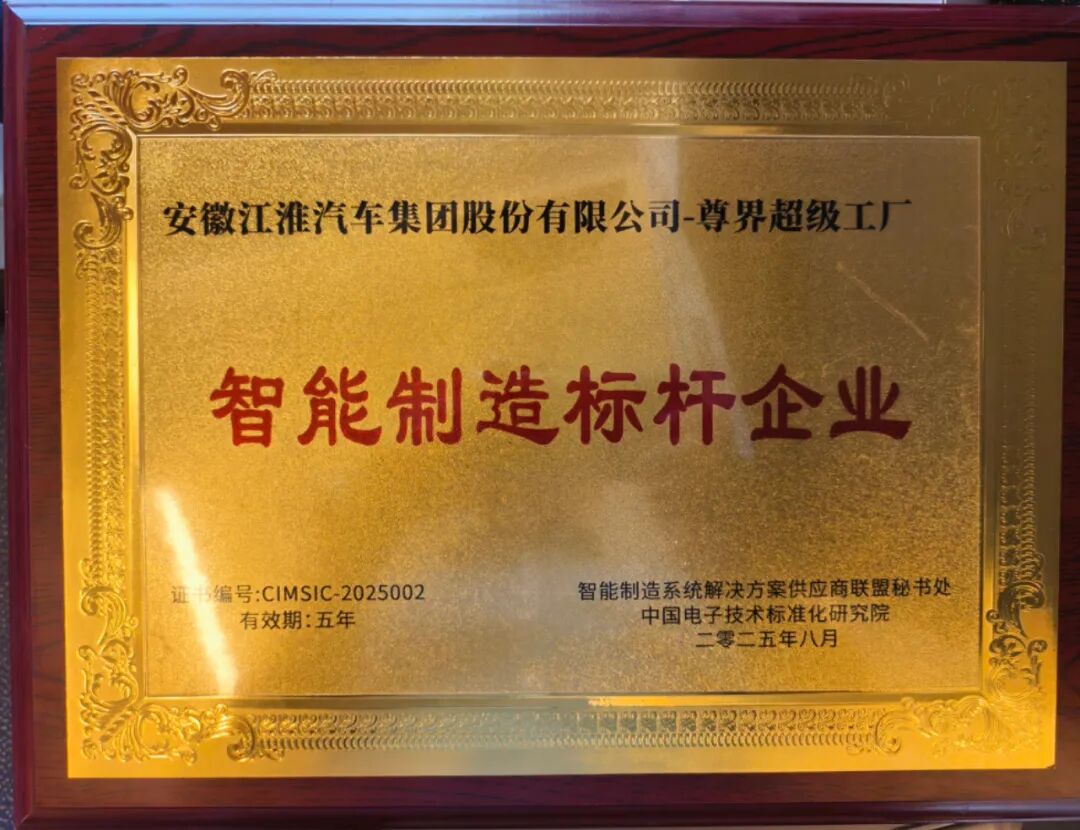 安徽江淮汽车集团股份有限公司-尊界超级工厂
智能制造标杆企业
证书编号:CIMSIC-2025002
有效期:五年
智能制造系统解决方案供应商联盟秘书处
中国电子技术标准化研究院
二零二五年八月